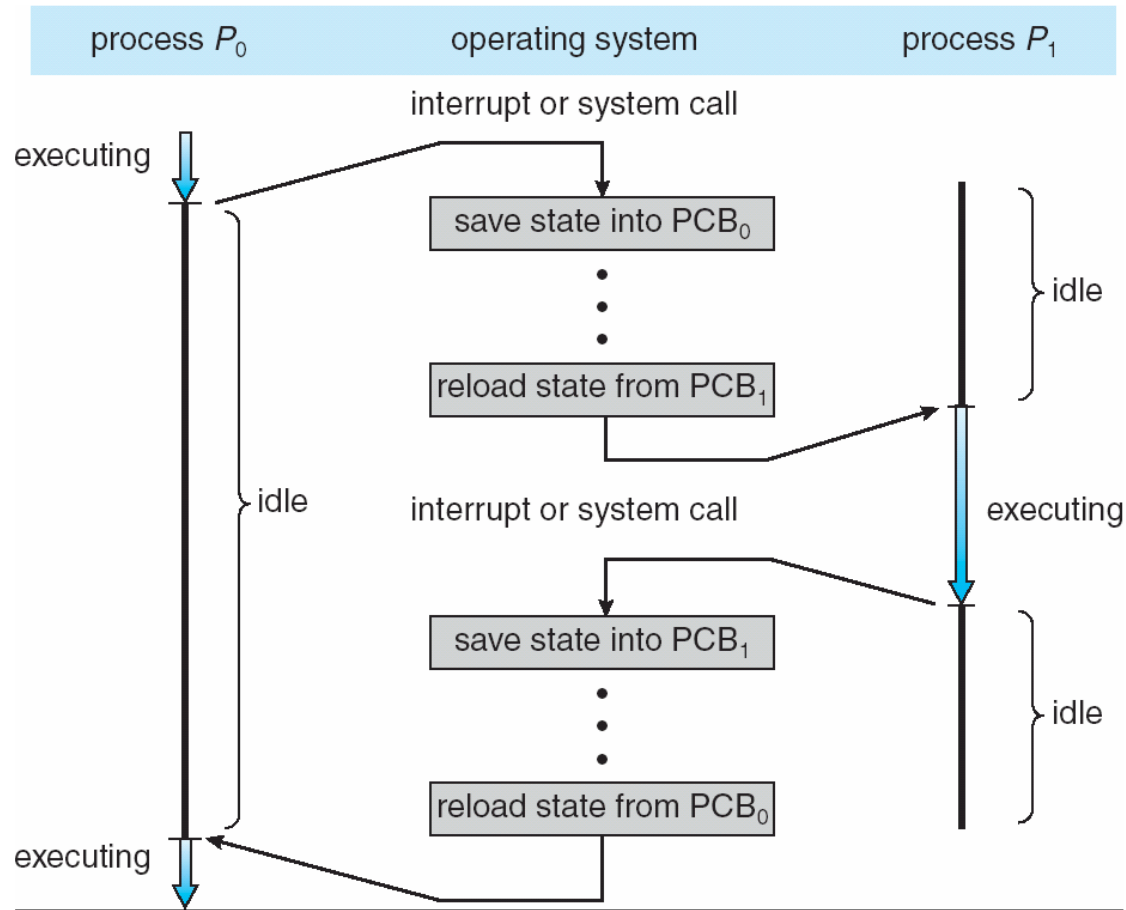 process P₀ operating system process P₁
interrupt or system call
executing
save state into PCB₀
idle
reload state from PCB₁
idle
interrupt or system call
executing
save state into PCB₁
idle
reload state from PCB₀
executing